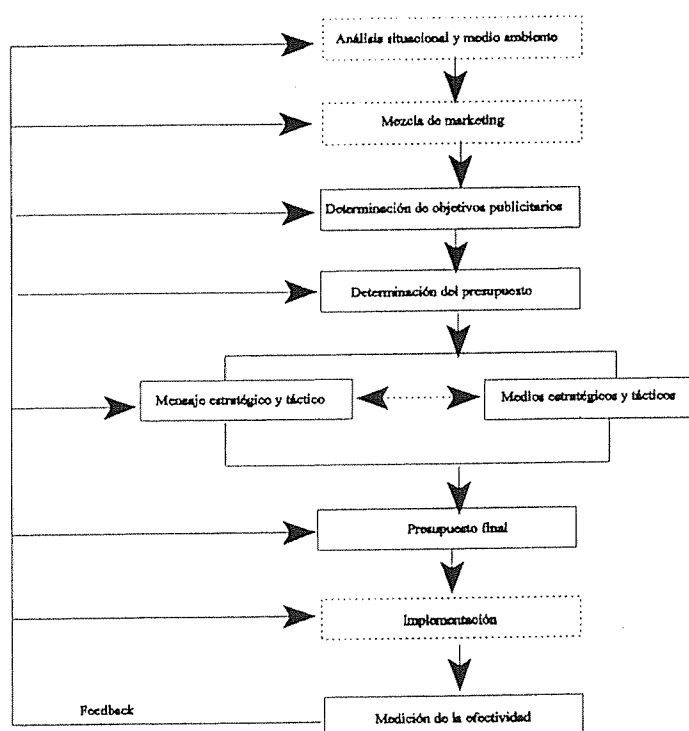 Análisis situacional y medio ambiente
Mezcla de marketing
Determinación de objetivos publicitarios
Determinación del presupuesto
Mensaje estratégico y táctico
Medios estratégicos y tácticos
Presupuesto final
Implementación
Feedback
Medición de la efectividad